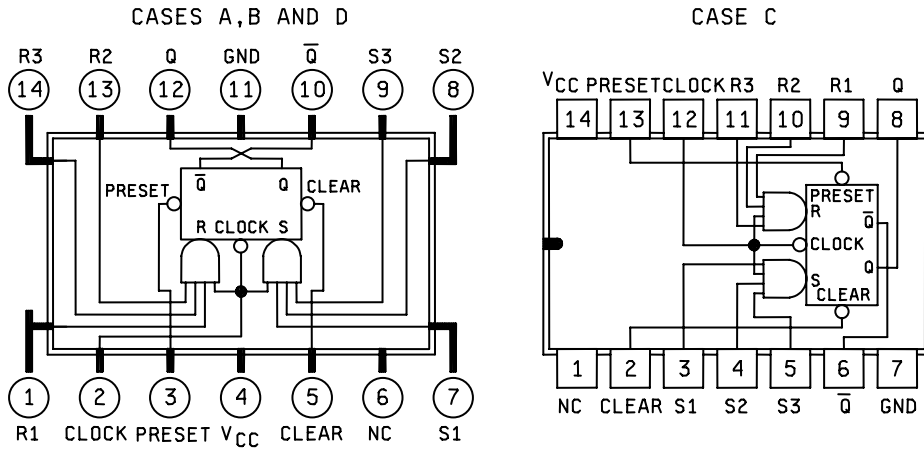 CASES A,B AND D
R3 R2 Q GND Q̅ S3 S2
14 13 12 11 10 9 8
Q̅ Q
PRESET CLEAR
R CLOCK S
1 2 3 4 5 6 7
R1 CLOCK PRESET VCC CLEAR NC S1
CASE C
VCC PRESET CLOCK R3 R2 R1 Q
14 13 12 11 10 9 8
PRESET
R
Q̅
CLOCK
Q
S
CLEAR
1 2 3 4 5 6 7
NC CLEAR S1 S2 S3 Q̅ GND